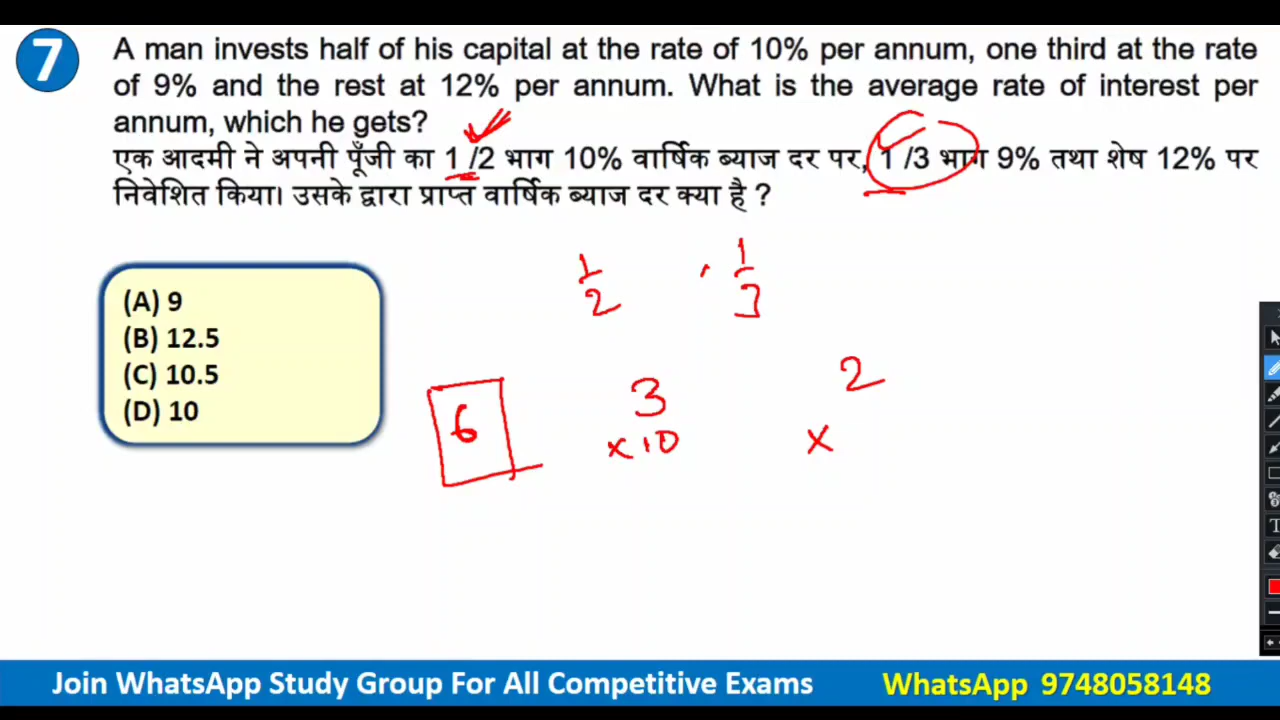 7
A man invests half of his capital at the rate of 10% per annum, one third at the rate
of 9% and the rest at 12% per annum. What is the average rate of interest per
annum, which he gets?
एक आदमी ने अपनी पूँजी का 1 /2 भाग 10% वार्षिक ब्याज दर पर, 1 /3 भाग 9% तथा शेष 12% पर
निवेशित किया। उसके द्वारा प्राप्त वार्षिक ब्याज दर क्या है ?
(A) 9
(B) 12.5
(C) 10.5
(D) 10
1/2 , 1/3
6 3 2
×10 ×
Join WhatsApp Study Group For All Competitive Exams WhatsApp 9748058148